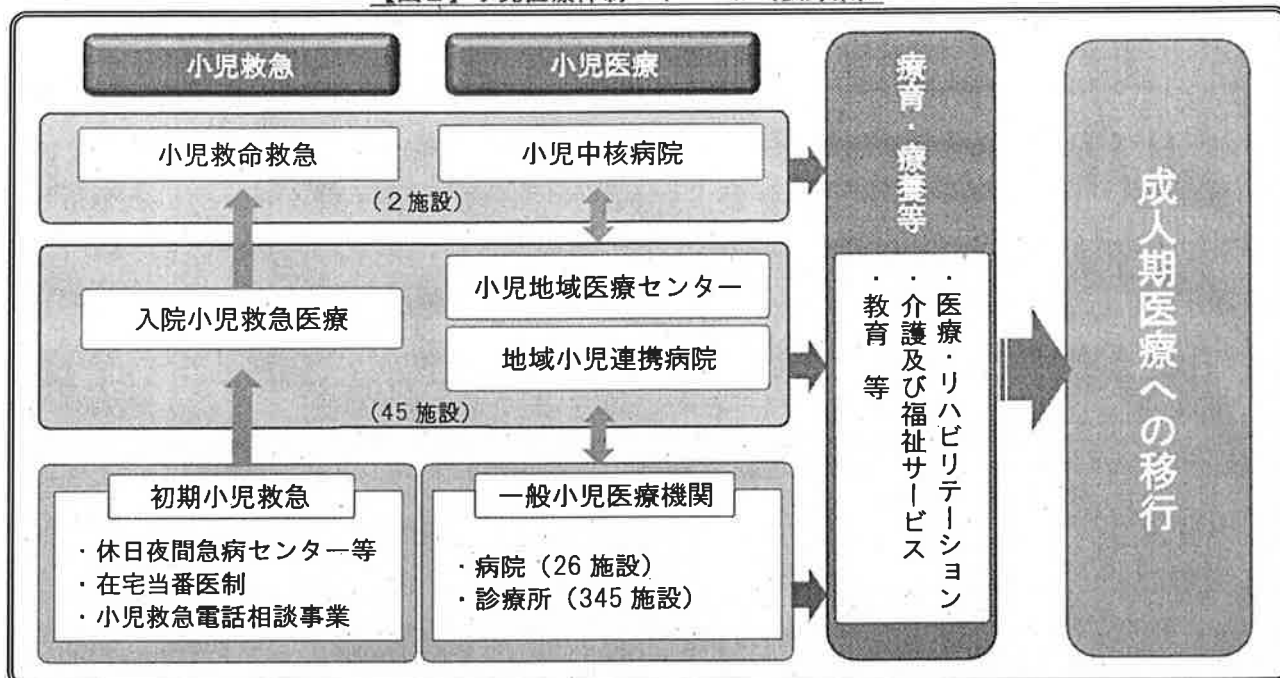 小児救急
小児医療
小児救命救急
小児中核病院
(2施設)
入院小児救急医療
小児地域医療センター
地域小児連携病院
(45施設)
初期小児救急
・休日夜間急病センター等
・在宅当番医制
・小児救急電話相談事業
一般小児医療機関
・病院(26施設)
・診療所(345施設)
療育・療養等
・医療・リハビリテーション
・介護及び福祉サービス
・教育 等
成人期医療への移行